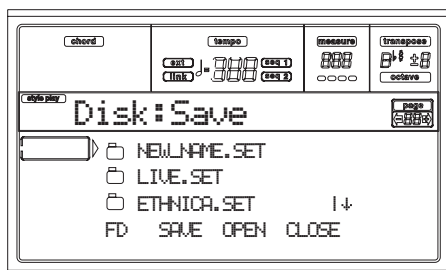 chord tempo measure transpose
ext seq 1
link seq 2
octave
style play page
Disk:Save
NEW_NAME.SET
LIVE.SET
ETHNICA.SET
FD SAVE OPEN CLOSE